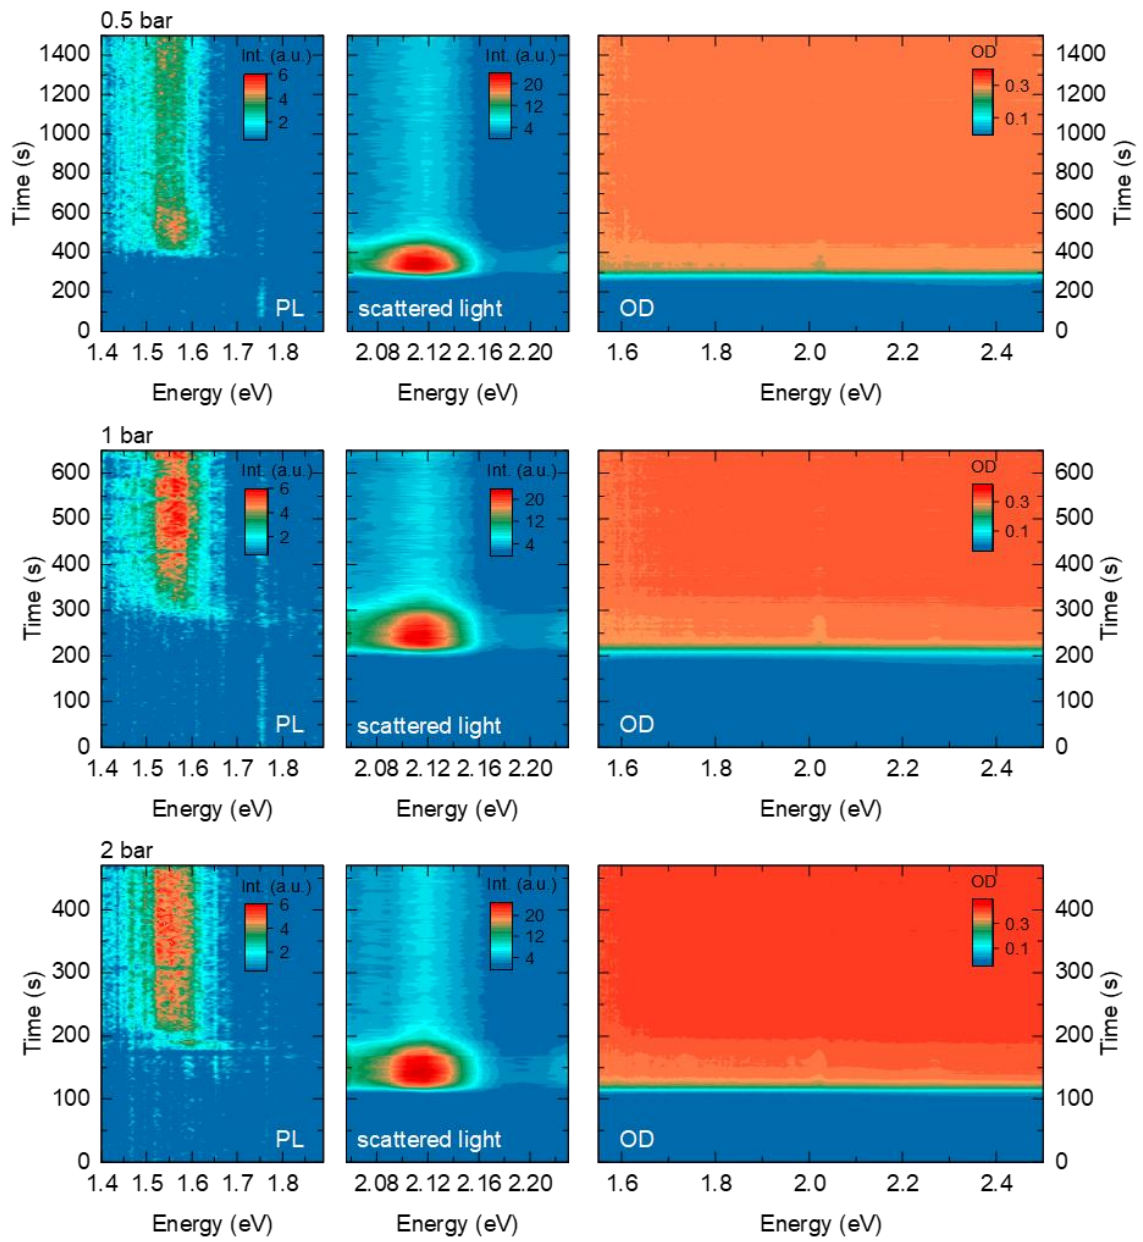 0.5 bar
1400
1200
1000
800
600
400
200
0
Time (s)
Int. (a.u.)
6
4
2
PL
1.4 1.5 1.6 1.7 1.8
Energy (eV)
Int. (a.u.)
20
12
4
scattered light
2.08 2.12 2.16 2.20
Energy (eV)
OD
0.3
0.1
OD
1.6 1.8 2.0 2.2 2.4
Energy (eV)
1400
1200
1000
800
600
400
200
0
Time (s)
1 bar
600
500
400
300
200
100
0
Time (s)
Int. (a.u.)
6
4
2
PL
1.4 1.5 1.6 1.7 1.8
Energy (eV)
Int. (a.u.)
20
12
4
scattered light
2.08 2.12 2.16 2.20
Energy (eV)
OD
0.3
0.1
OD
1.6 1.8 2.0 2.2 2.4
Energy (eV)
600
500
400
300
200
100
0
Time (s)
2 bar
400
300
200
100
0
Time (s)
Int. (a.u.)
6
4
2
PL
1.4 1.5 1.6 1.7 1.8
Energy (eV)
Int. (a.u.)
20
12
4
scattered light
2.08 2.12 2.16 2.20
Energy (eV)
OD
0.3
0.1
OD
1.6 1.8 2.0 2.2 2.4
Energy (eV)
400
300
200
100
0
Time (s)